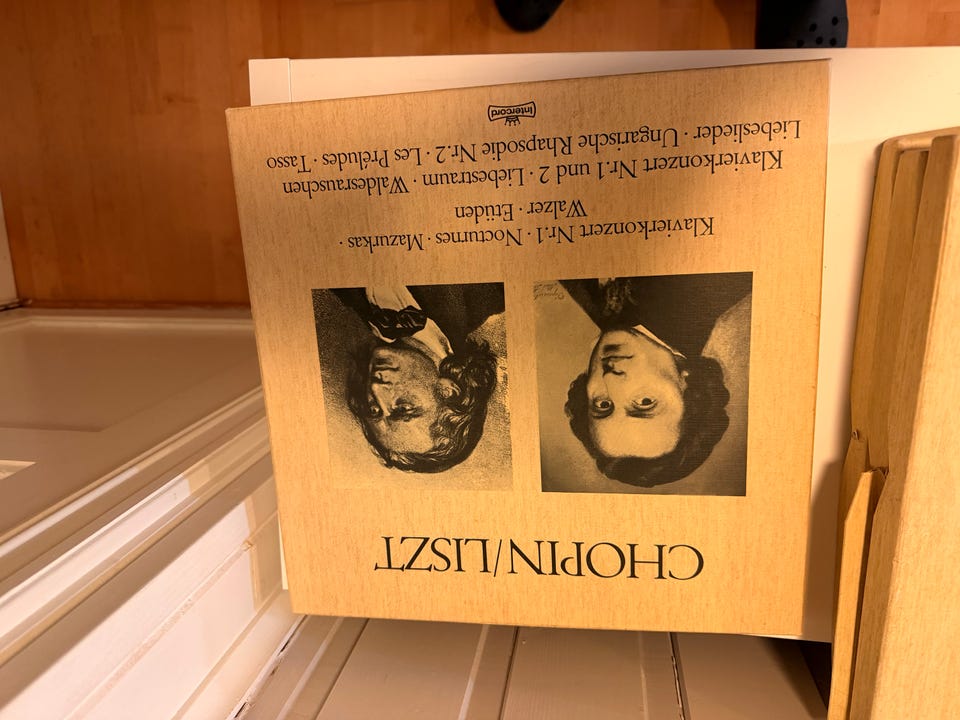 CHOPIN/LISZT
Klavierkonzert Nr.1 · Nocturnes · Mazurkas ·
Walzer · Etüden
Klavierkonzert Nr.1 und 2 · Liebestraum · Waldesrauschen
Liebeslieder · Ungarische Rhapsodie Nr.2 · Les Préludes · Tasso
Intercord